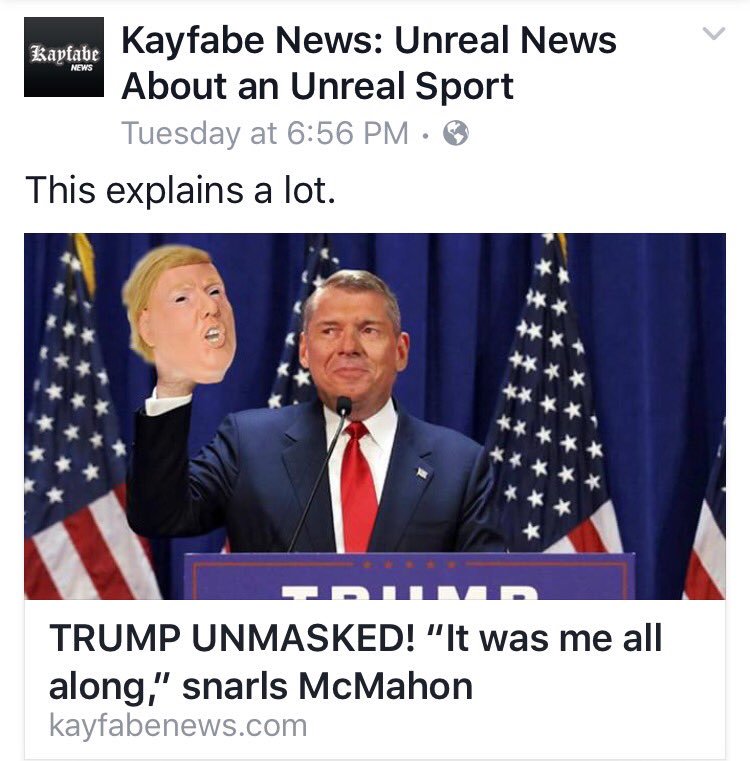 Kayfabe
NEWS
Kayfabe News: Unreal News
About an Unreal Sport
Tuesday at 6:56 PM ·
This explains a lot.
TRUMP
TRUMP UNMASKED! “It was me all
along,” snarls McMahon
kayfabenews.com